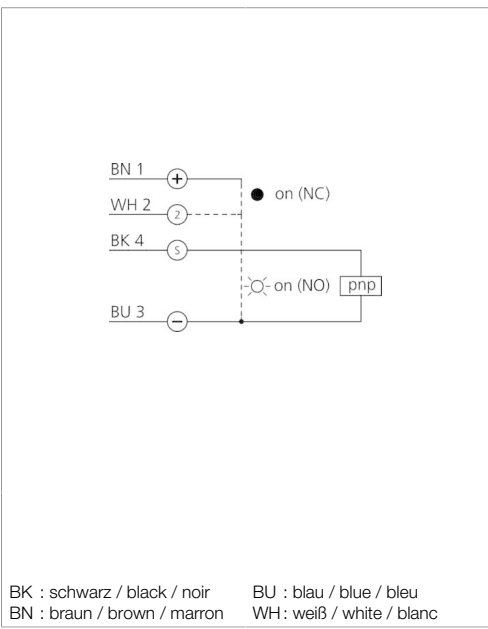 BN 1 +
on (NC)
WH 2 2
BK 4 S
on (NO) pnp
BU 3 −
BK : schwarz / black / noir BU : blau / blue / bleu
BN : braun / brown / marron WH : weiß / white / blanc